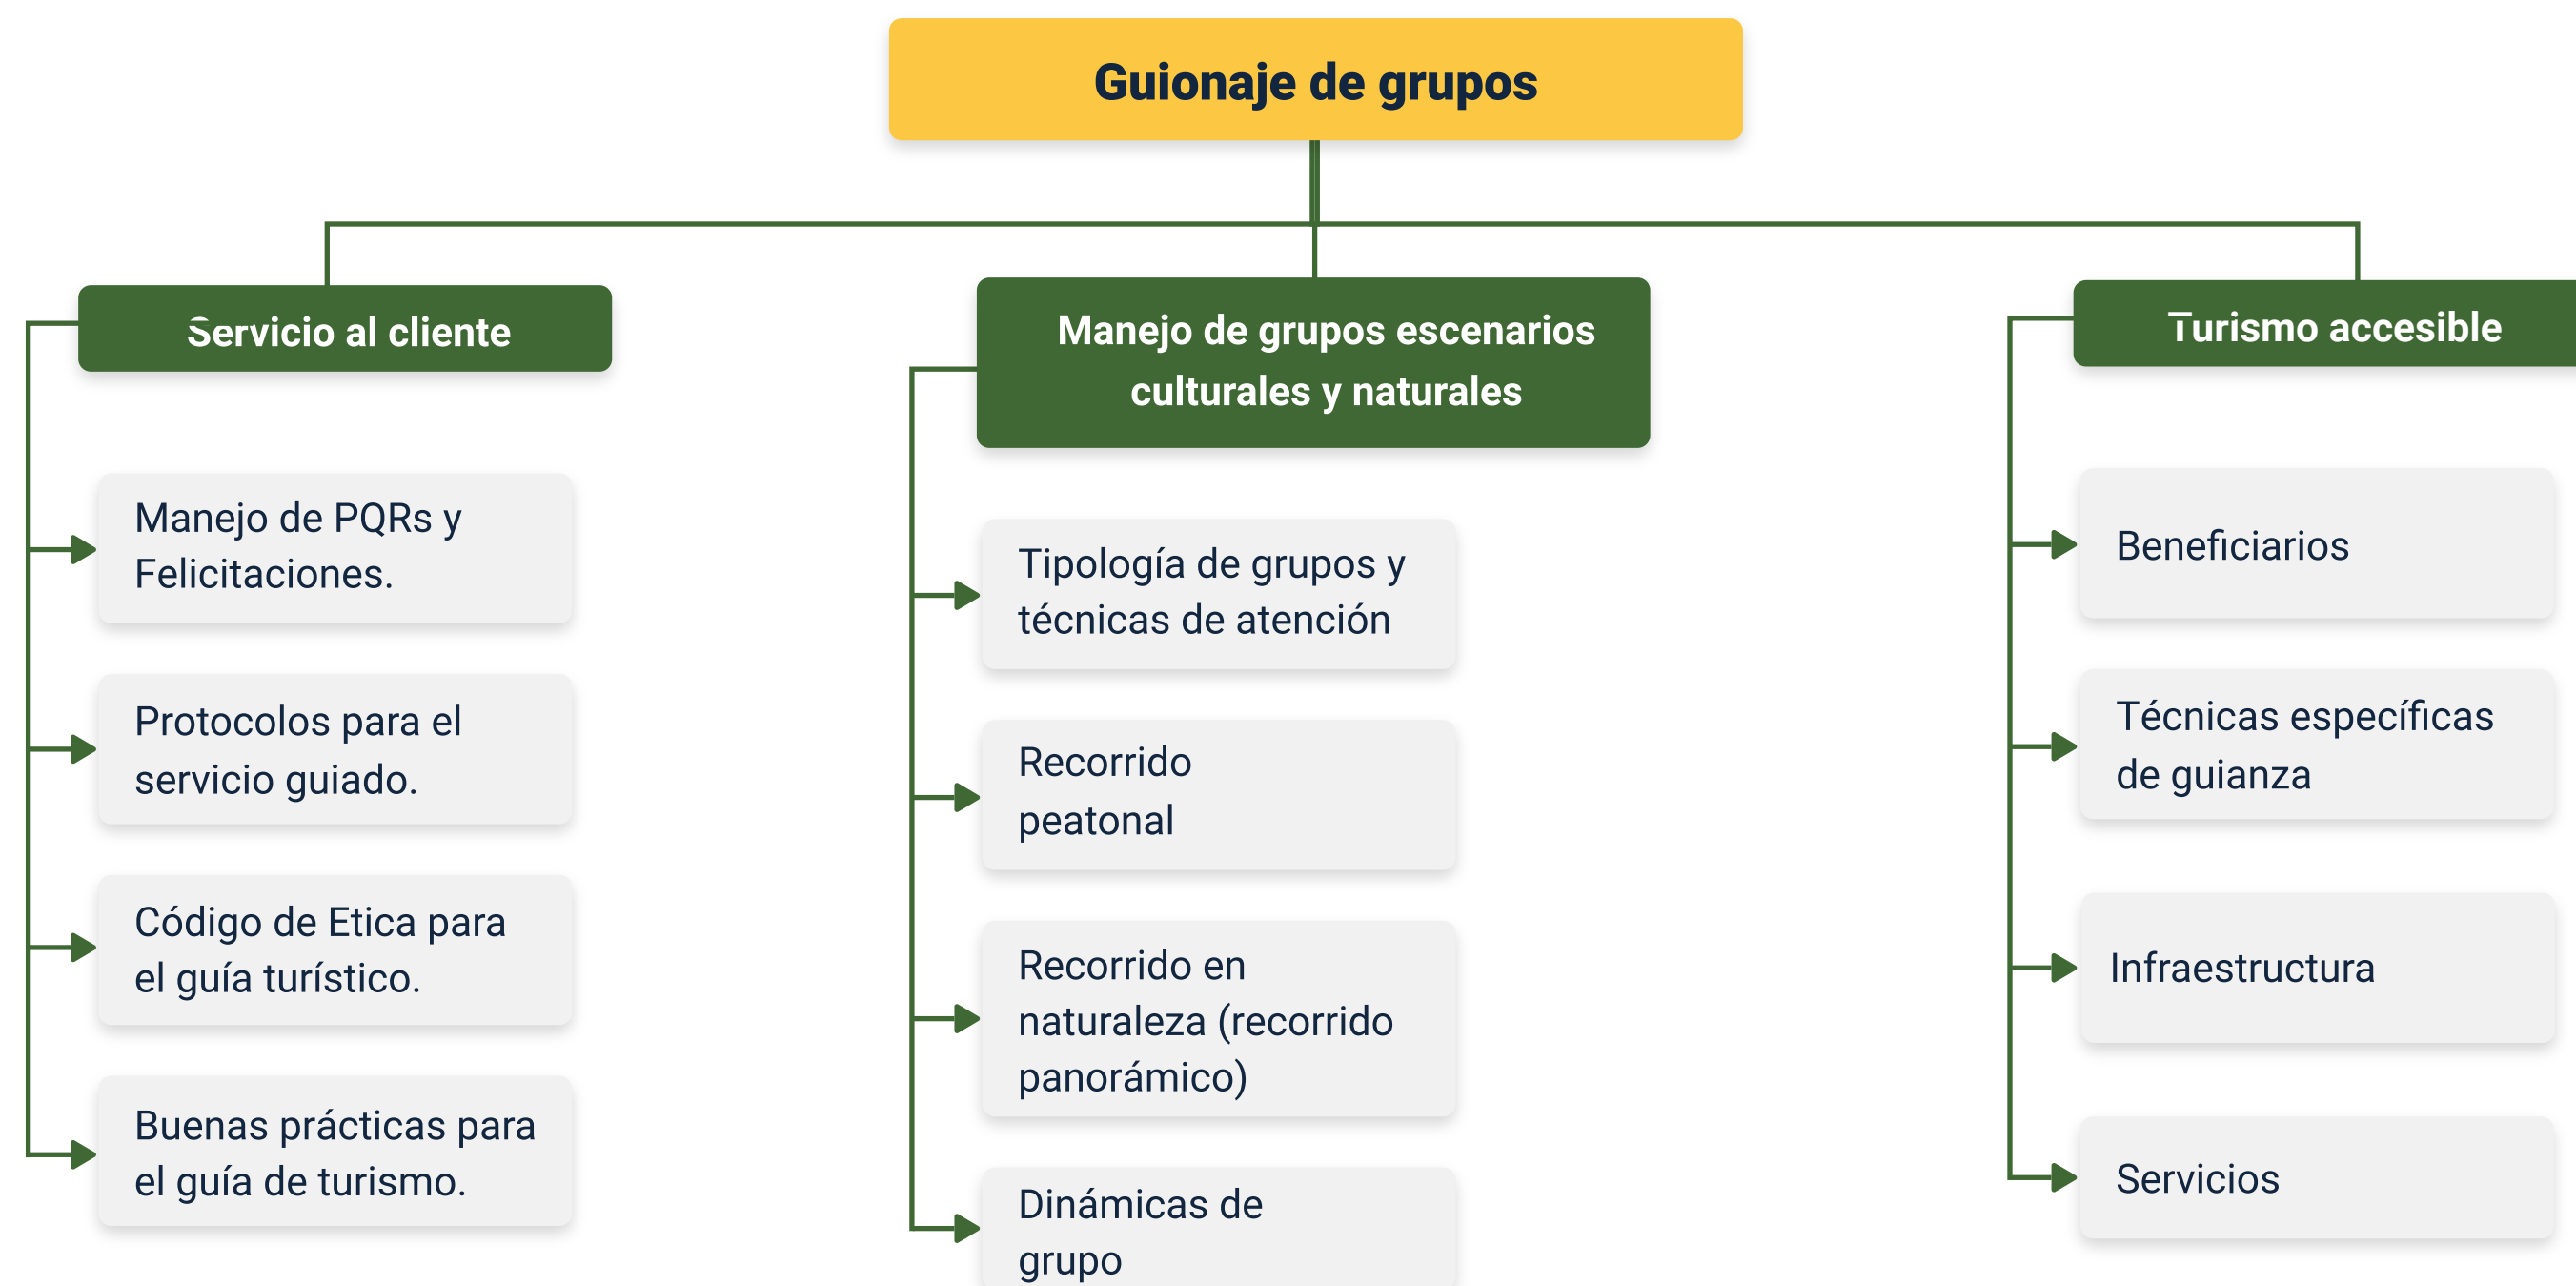 Guionaje de grupos
Servicio al cliente
Manejo de PQRs y
Felicitaciones.
Protocolos para el
servicio guiado.
Código de Etica para
el guía turístico.
Buenas prácticas para
el guía de turismo.
Manejo de grupos escenarios
culturales y naturales
Tipología de grupos y
técnicas de atención
Recorrido
peatonal
Recorrido en
naturaleza (recorrido
panorámico)
Dinámicas de
grupo
Turismo accesible
Beneficiarios
Técnicas específicas
de guianza
Infraestructura
Servicios